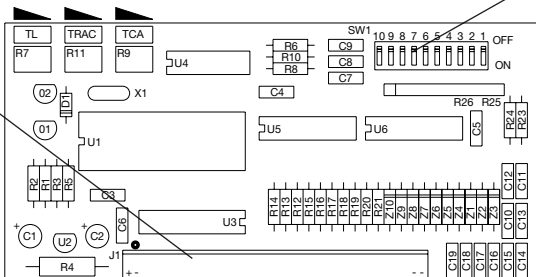 TL TRAC TCA
R7 R11 R9
U4
R6
R10
R8
C9
C8
C7
SW1 10 9 8 7 6 5 4 3 2 1 OFF
ON
02 D1 X1
C4
R26 R25
01
U1
U5
U6
C5
R24
R23
R2 R1 R3 R5
C3
C6
U3
R14 R13 R12 R15 R16 R17 R18 R19 R20 R21 Z10 Z9 Z8 Z7 Z6 Z5 Z4 Z1 Z2 Z3
C12 C11
C10 C13
+ C1 U2 + C2
J1
R4
+ - - -
C19 C18 C17 C16 C15 C14